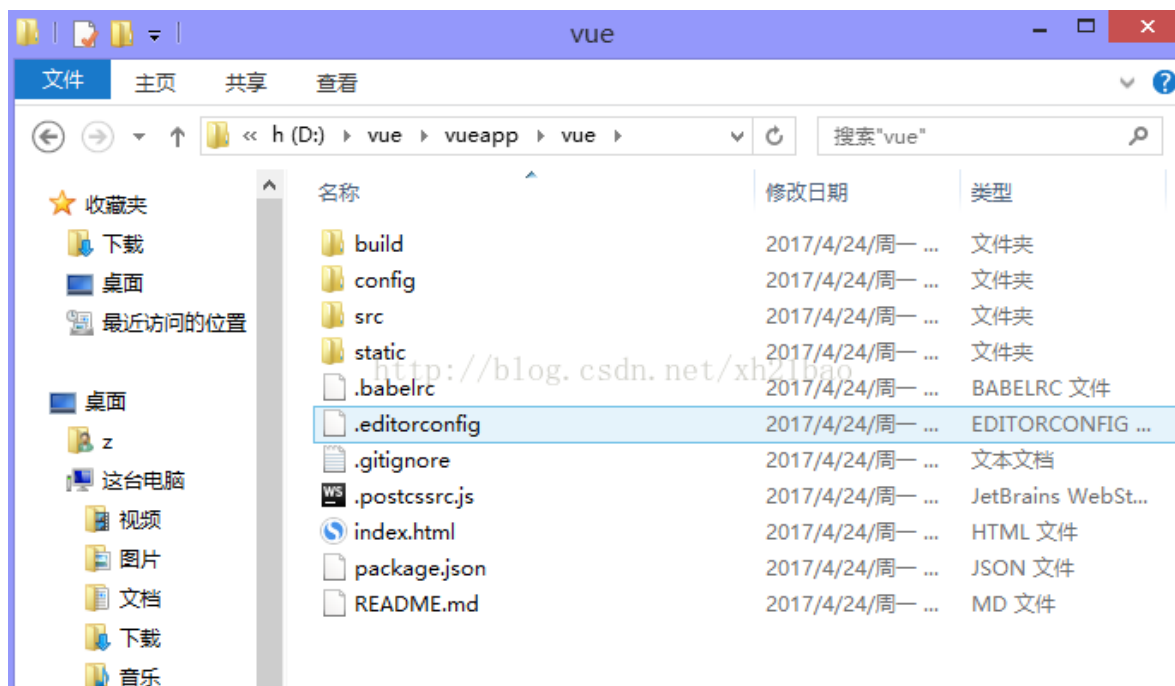 vue
文件 主页 共享 查看
« h (D:) vue vueapp vue 搜索"vue"
名称 修改日期 类型
收藏夹
下载
桌面
最近访问的位置
桌面
z
这台电脑
视频
图片
文档
下载
音乐
build 2017/4/24/周一 ... 文件夹
config 2017/4/24/周一 ... 文件夹
src 2017/4/24/周一 ... 文件夹
static 2017/4/24/周一 ... 文件夹
http://blog.csdn.net/xh21bao
.babelrc 2017/4/24/周一 ... BABELRC 文件
.editorconfig 2017/4/24/周一 ... EDITORCONFIG ...
.gitignore 2017/4/24/周一 ... 文本文档
WS .postcssrc.js 2017/4/24/周一 ... JetBrains WebSt...
index.html 2017/4/24/周一 ... HTML 文件
package.json 2017/4/24/周一 ... JSON 文件
README.md 2017/4/24/周一 ... MD 文件